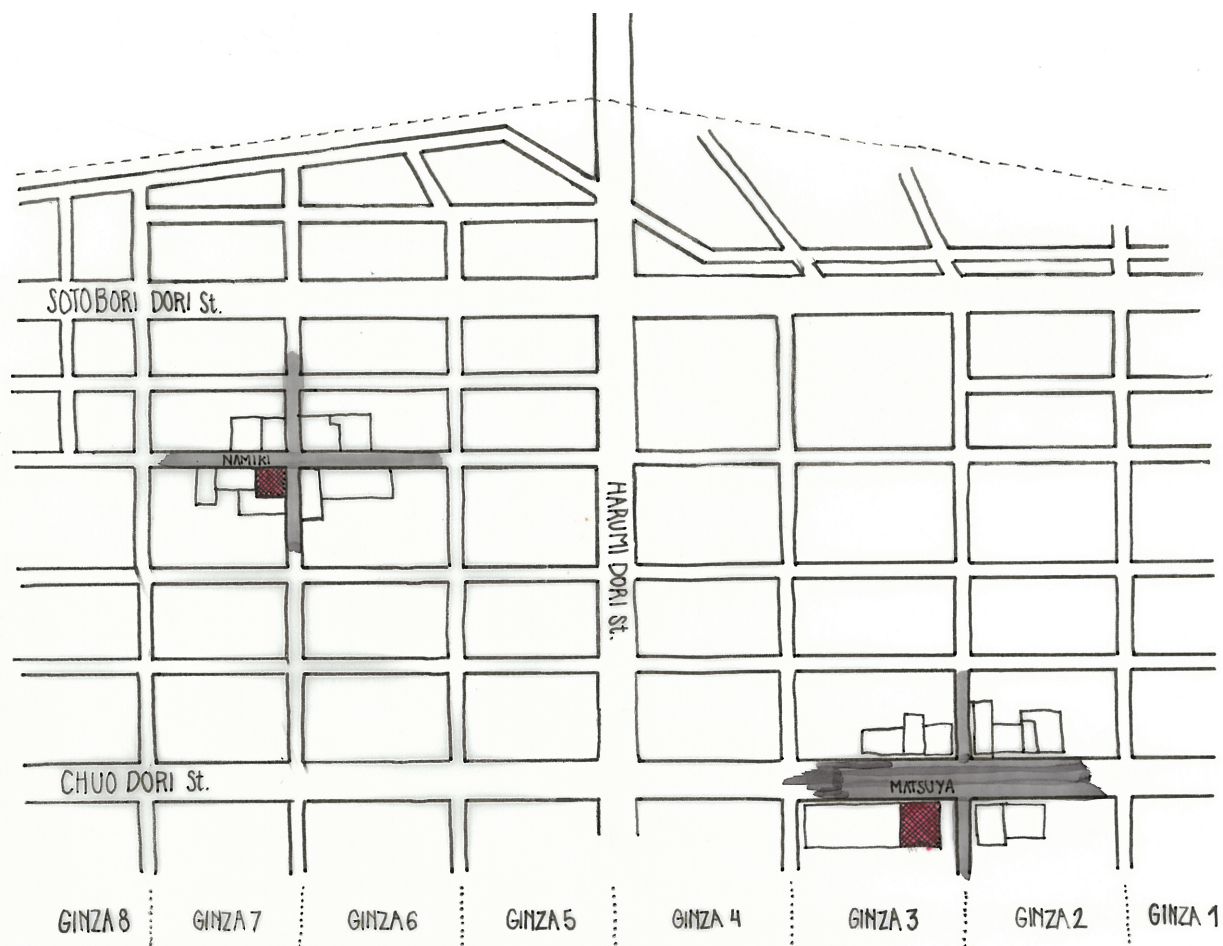 SOTOBORI DORI St.
NAMIKI
HARUMI DORI St.
CHUO DORI St.
MATSUYA
GINZA 8
GINZA 7
GINZA 6
GINZA 5
GINZA 4
GINZA 3
GINZA 2
GINZA 1